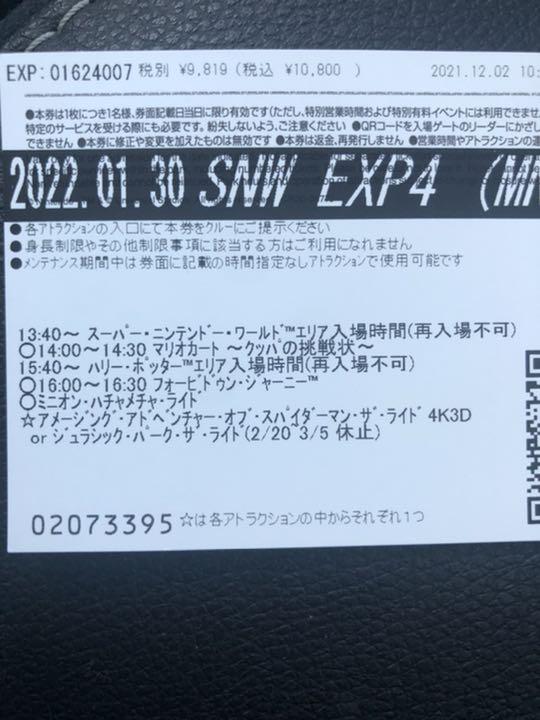 EXP:01624007 税別 ¥9,819 (税込 ¥10,800 ) 2021.12.02 10:
●本券は1枚につき1名様、券面記載日当日に限り有効です(ただし、特別営業時間および特別有料イベントには利用できませ
特定のサービスを受ける際にも必要です。紛失しないよう、ご注意ください ●QRコードを入場ゲートのリーダーにかざし
できません ●本券に修正や変更を加えたものは無効です ●本券は返金、再発行しません ●営業時間やアトラクションの運
2022.01.30 SNW EXP4 (MI
●各アトラクションの入口にて本券をクルーにご提示ください
●身長制限やその他制限事項に該当する方はご利用になれません
●メンテナンス期間中は券面に記載の時間指定なしアトラクションで使用可能です
13:40～ スーパー・ニンテンドー・ワールド™エリア入場時間(再入場不可)
○14:00～14:30 マリオカート ～クッパの挑戦状～
15:40～ ハリー・ポッター™エリア入場時間(再入場不可)
○16:00～16:30 フォービドゥン・ジャーニー™
○ミニオン・ハチャメチャ・ライド
☆アメージング・アドベンチャー・オブ・スパイダーマン・ザ・ライド 4K3D
or ジュラシック・パーク・ザ・ライド(2/20~3/5 休止)
02073395 ☆は各アトラクションの中からそれぞれ1つ